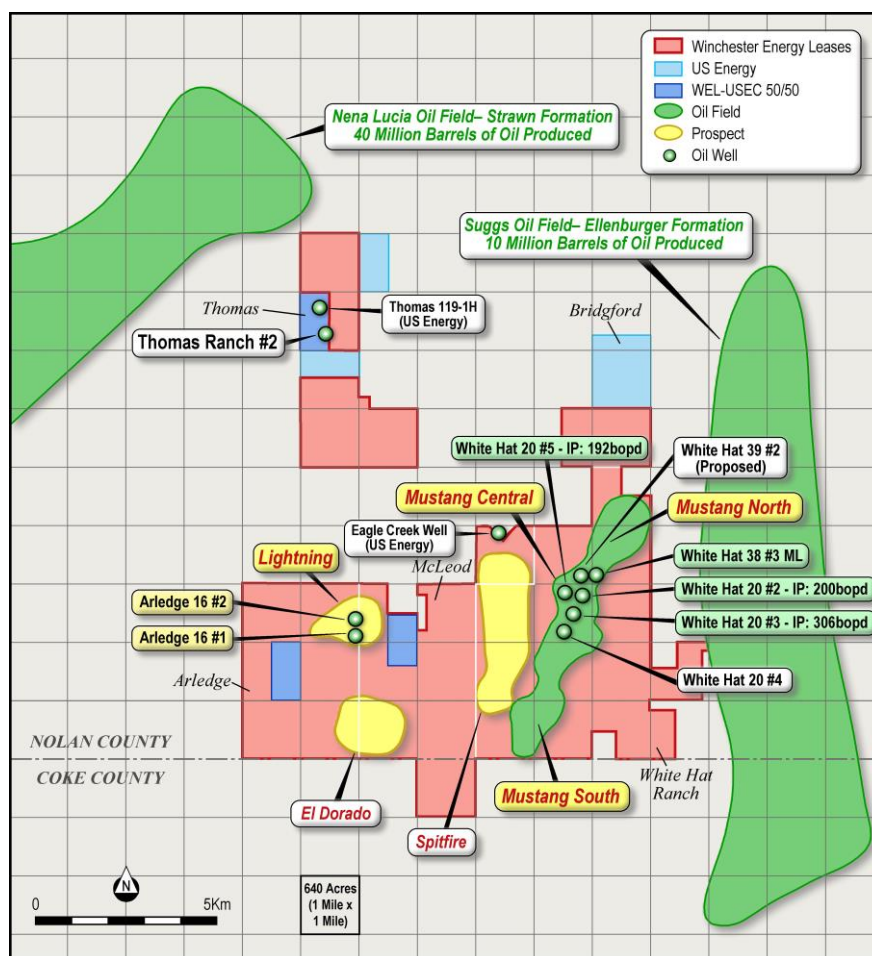 Winchester Energy Leases
US Energy
WEL-USEC 50/50
Oil Field
Prospect
Oil Well
Nena Lucia Oil Field– Strawn Formation
40 Million Barrels of Oil Produced
Suggs Oil Field– Ellenburger Formation
10 Million Barrels of Oil Produced
Thomas
Thomas 119-1H
(US Energy)
Thomas Ranch #2
Bridgford
White Hat 20 #5 - IP: 192bopd
White Hat 39 #2
(Proposed)
Mustang Central
Mustang North
Eagle Creek Well
(US Energy)
McLeod
Lightning
White Hat 38 #3 ML
White Hat 20 #2 - IP: 200bopd
White Hat 20 #3 - IP: 306bopd
White Hat 20 #4
Arledge 16 #2
Arledge 16 #1
Arledge
NOLAN COUNTY
COKE COUNTY
White Hat
Ranch
Mustang South
El Dorado
Spitfire
N
0
5Km
640 Acres
(1 Mile x
1 Mile)